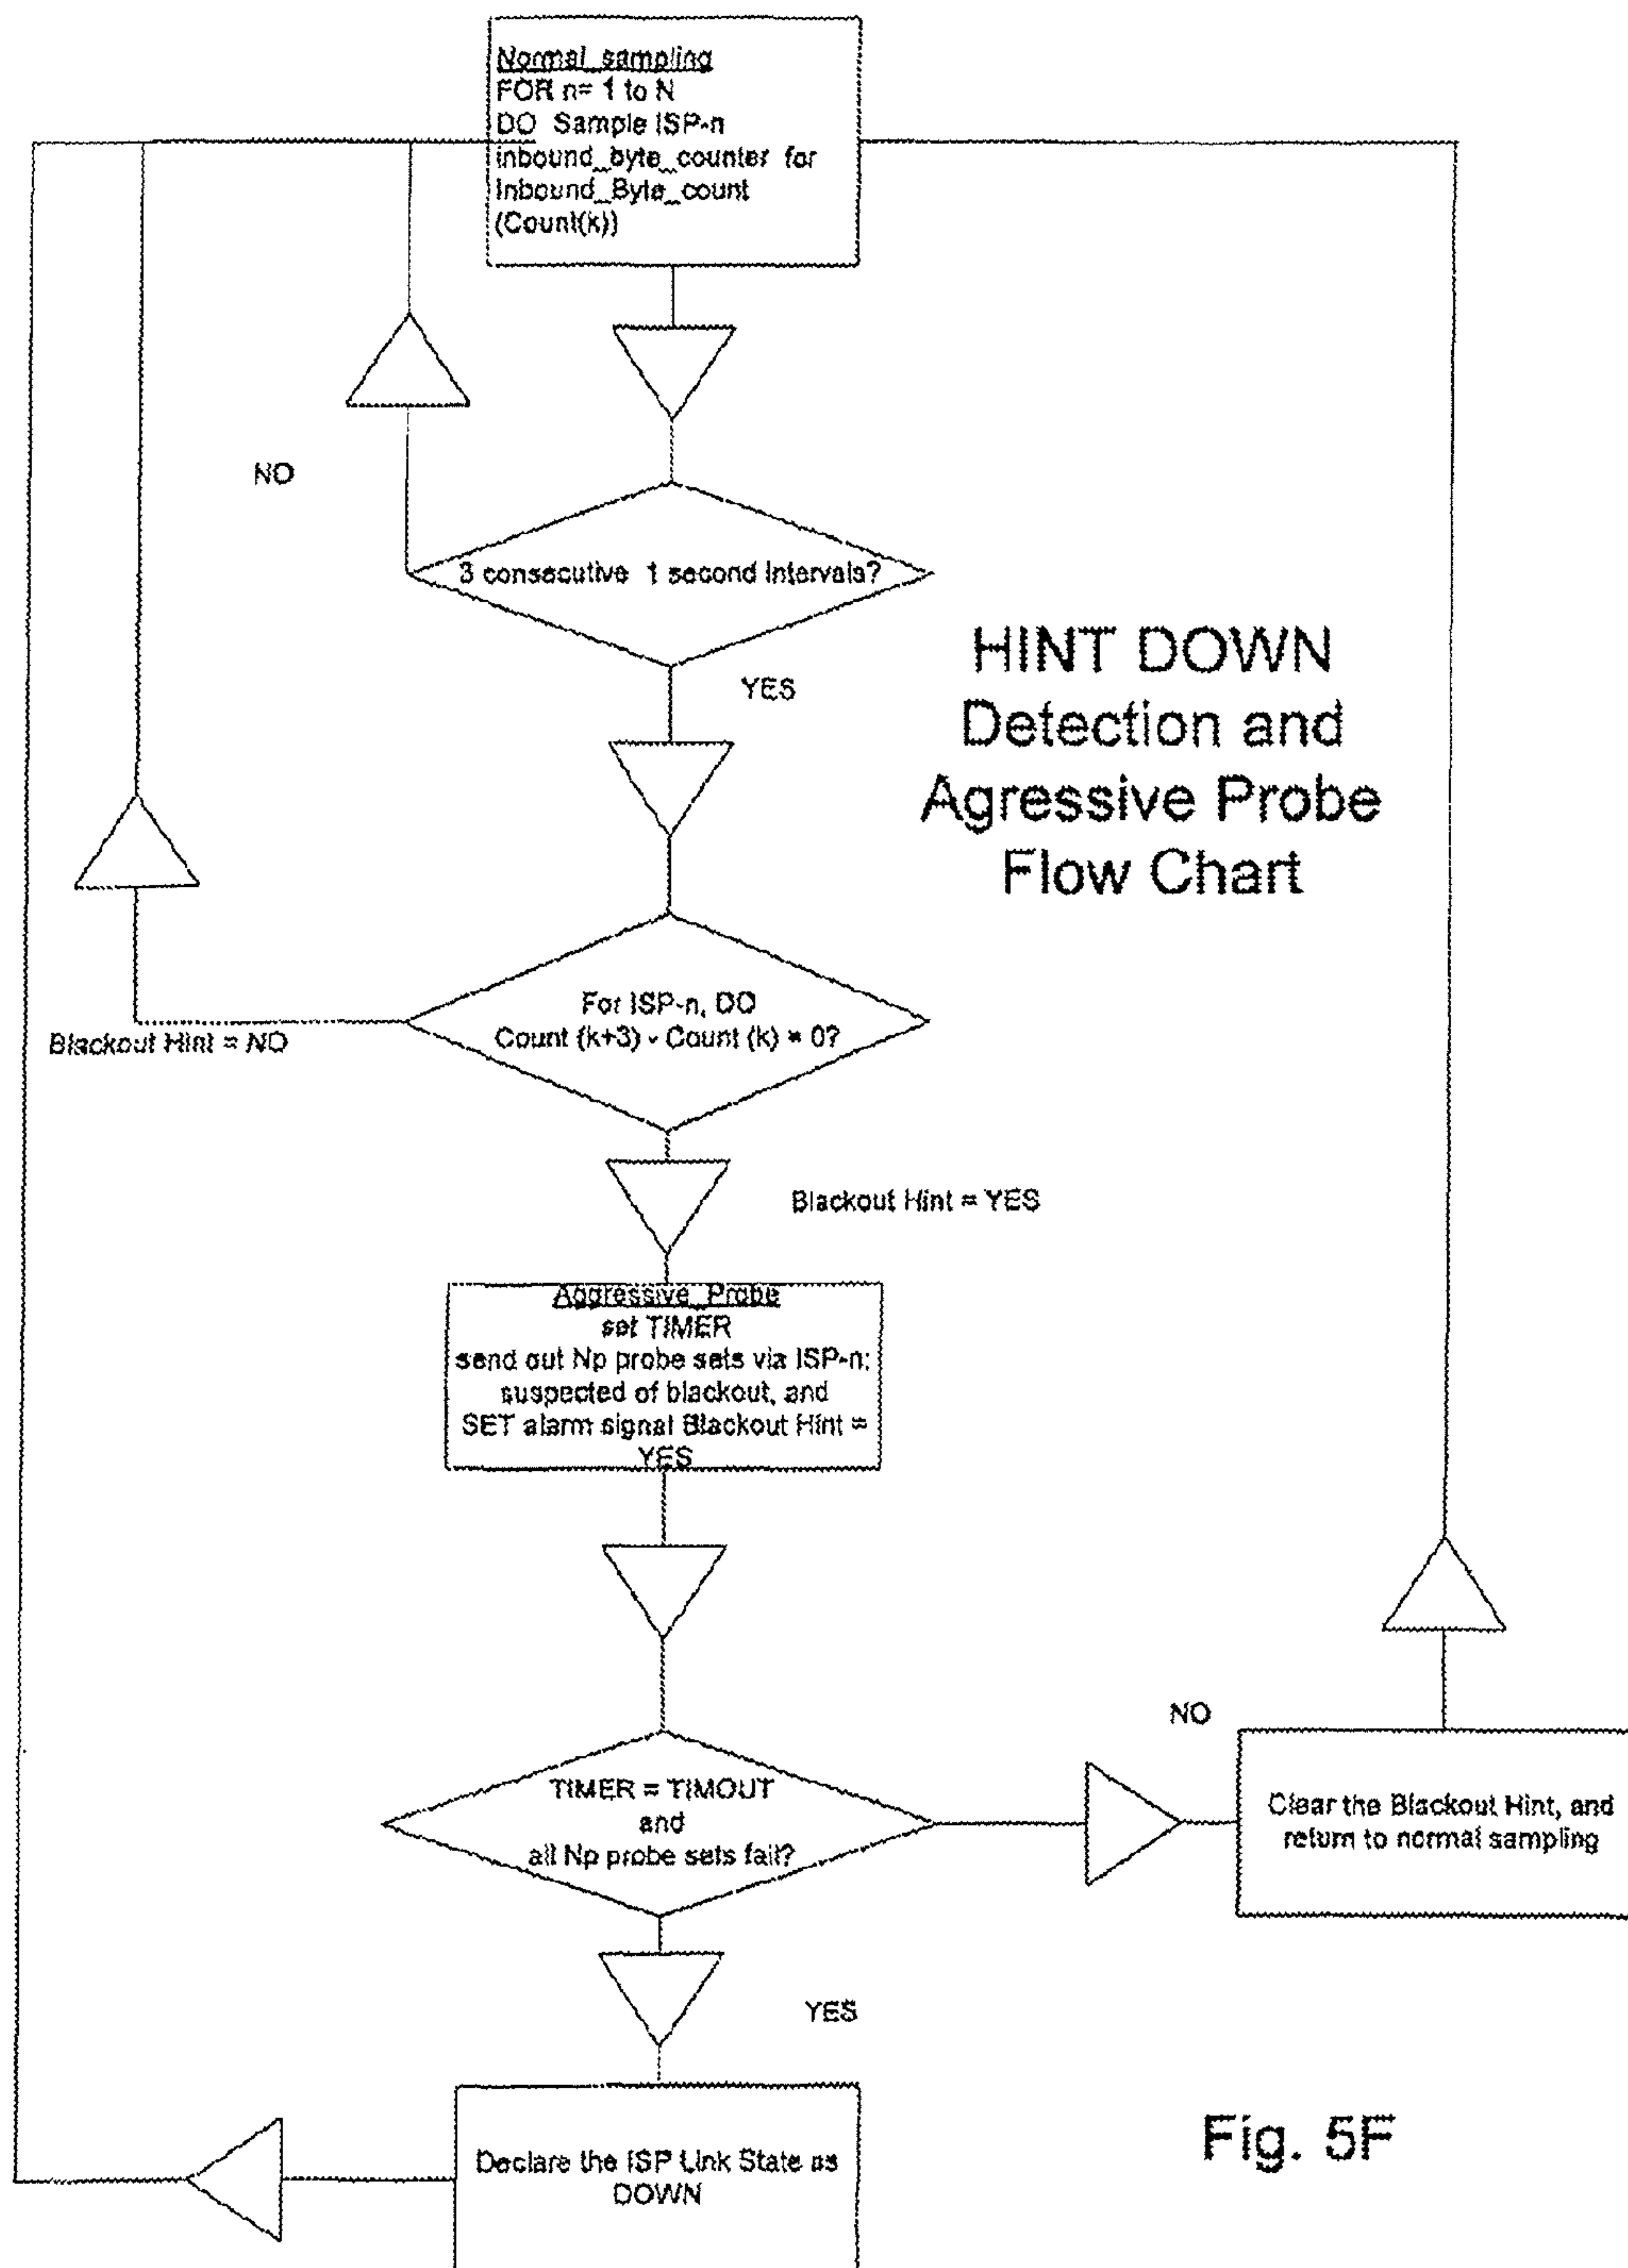 Normal_sampling
FOR n= 1 to N
DO Sample ISP-n
inbound_byte_counter for
Inbound_Byte_count
(Count(k))
NO
3 consecutive 1 second intervals?
YES
HINT DOWN
Detection and
Agressive Probe
Flow Chart
For ISP-n, DO
Count (k+3) - Count (k) = 0?
Blackout Hint = NO
Blackout Hint = YES
Aggressive_Probe
set TIMER
send out Np probe sets via ISP-n;
suspected of blackout, and
SET alarm signal Blackout Hint =
YES
NO
TIMER = TIMOUT
and
all Np probe sets fail?
Clear the Blackout Hint, and
return to normal sampling
YES
Declare the ISP Link State as
DOWN
Fig. 5F